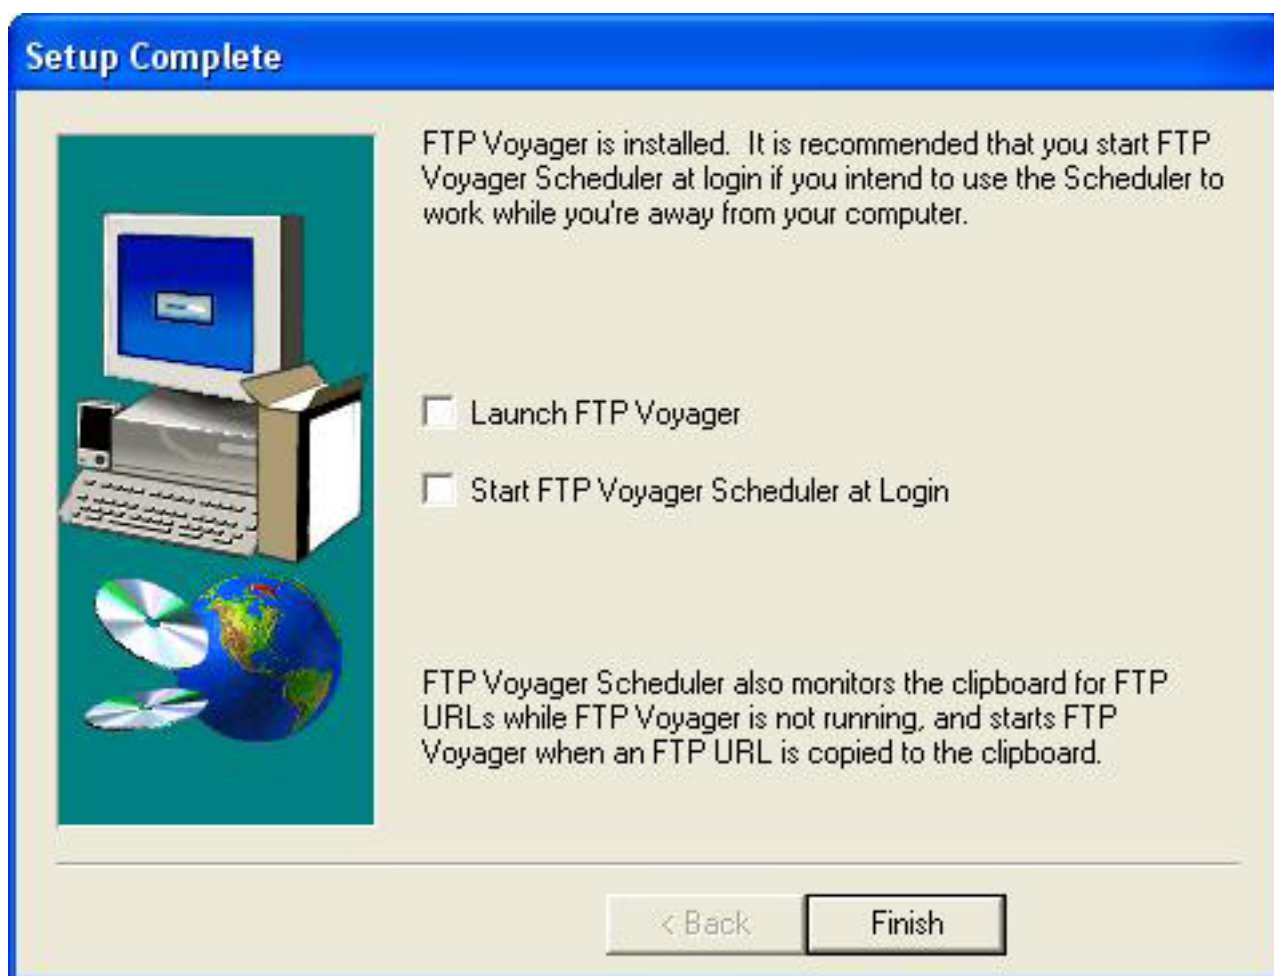 Setup Complete
FTP Voyager is installed.  It is recommended that you start FTP
Voyager Scheduler at login if you intend to use the Scheduler to
work while you're away from your computer.
Launch FTP Voyager
Start FTP Voyager Scheduler at Login
FTP Voyager Scheduler also monitors the clipboard for FTP
URLs while FTP Voyager is not running, and starts FTP
Voyager when an FTP URL is copied to the clipboard.
< Back
Finish